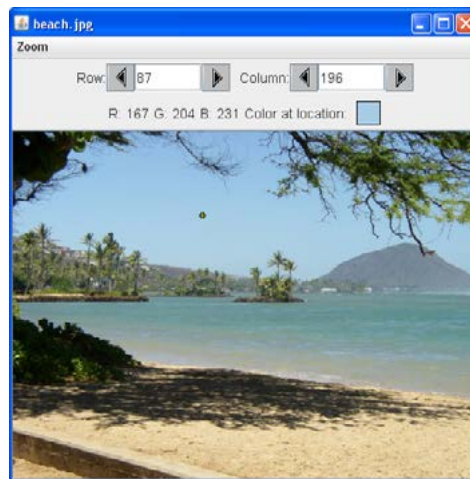 beach.jpg
Zoom
Row: 87 Column: 196
R: 167 G: 204 B: 231 Color at location: